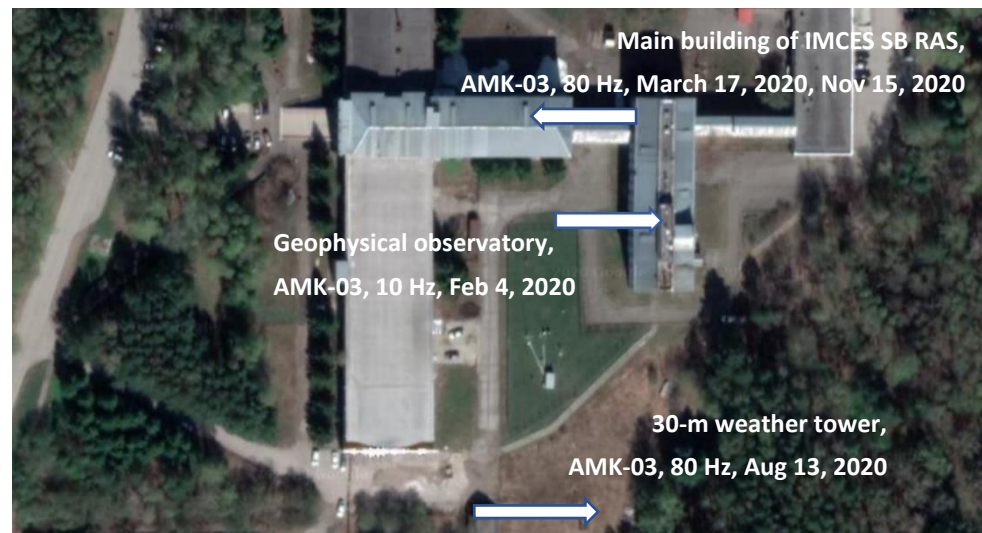 Main building of IMCES SB RAS,
AMK-03, 80 Hz, March 17, 2020, Nov 15, 2020
Geophysical observatory,
AMK-03, 10 Hz, Feb 4, 2020
30-m weather tower,
AMK-03, 80 Hz, Aug 13, 2020